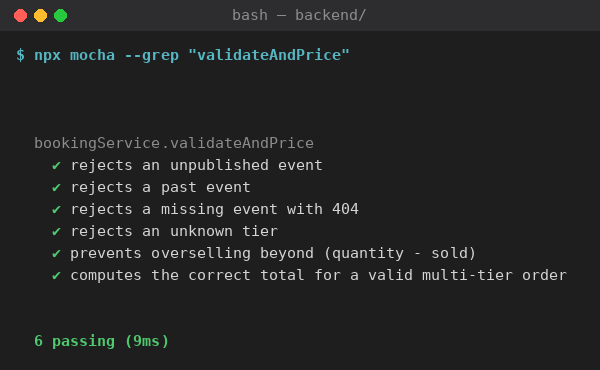 bash — backend/
$ npx mocha --grep "validateAndPrice"
bookingService.validateAndPrice
✔ rejects an unpublished event
✔ rejects a past event
✔ rejects a missing event with 404
✔ rejects an unknown tier
✔ prevents overselling beyond (quantity - sold)
✔ computes the correct total for a valid multi-tier order
6 passing (9ms)